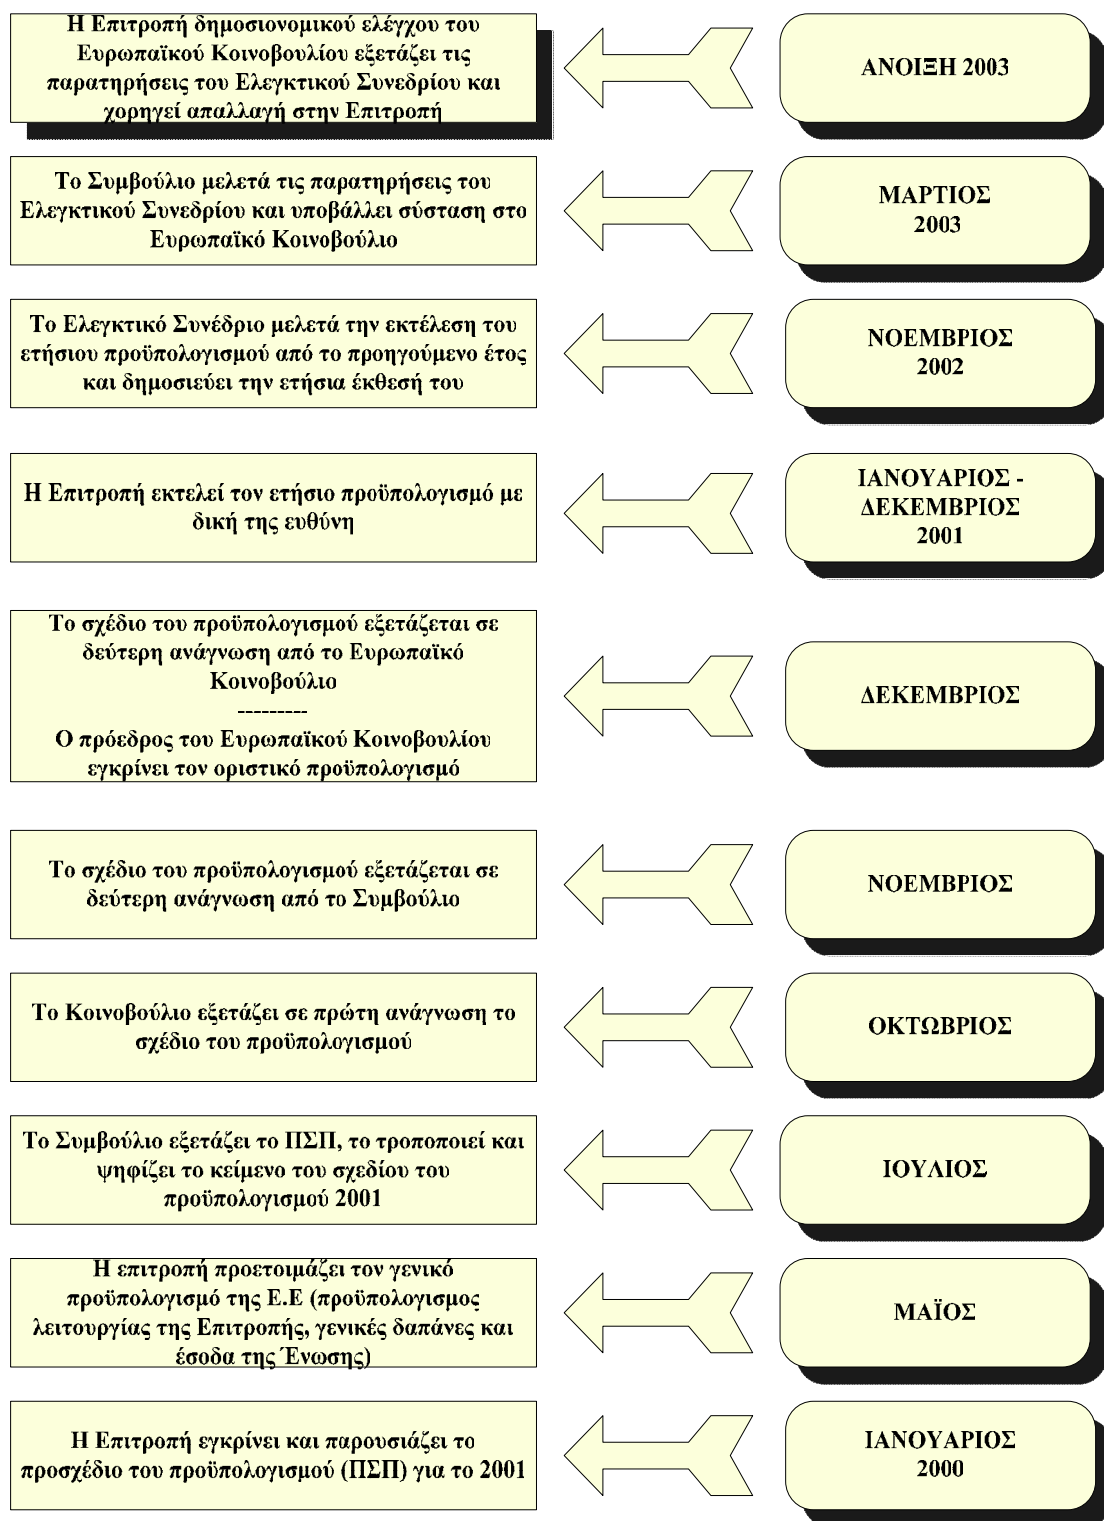 Η Επιτροπή δημοσιονομικού ελέγχου του
Ευρωπαϊκού Κοινοβουλίου εξετάζει τις
παρατηρήσεις του Ελεγκτικού Συνεδρίου και
χορηγεί απαλλαγή στην Επιτροπή
ΑΝΟΙΞΗ 2003
Το Συμβούλιο μελετά τις παρατηρήσεις του
Ελεγκτικού Συνεδρίου και υποβάλλει σύσταση στο
Ευρωπαϊκό Κοινοβούλιο
ΜΑΡΤΙΟΣ
2003
Το Ελεγκτικό Συνέδριο μελετά την εκτέλεση του
ετήσιου προϋπολογισμού από το προηγούμενο έτος
και δημοσιεύει την ετήσια έκθεσή του
ΝΟΕΜΒΡΙΟΣ
2002
Η Επιτροπή εκτελεί τον ετήσιο προϋπολογισμό με
δική της ευθύνη
ΙΑΝΟΥΑΡΙΟΣ -
ΔΕΚΕΜΒΡΙΟΣ
2001
Το σχέδιο του προϋπολογισμού εξετάζεται σε
δεύτερη ανάγνωση από το Ευρωπαϊκό
Κοινοβούλιο
---------
Ο πρόεδρος του Ευρωπαϊκού Κοινοβουλίου
εγκρίνει τον οριστικό προϋπολογισμό
ΔΕΚΕΜΒΡΙΟΣ
Το σχέδιο του προϋπολογισμού εξετάζεται σε
δεύτερη ανάγνωση από το Συμβούλιο
ΝΟΕΜΒΡΙΟΣ
Το Κοινοβούλιο εξετάζει σε πρώτη ανάγνωση το
σχέδιο του προϋπολογισμού
ΟΚΤΩΒΡΙΟΣ
Το Συμβούλιο εξετάζει το ΠΣΠ, το τροποποιεί και
ψηφίζει το κείμενο του σχεδίου του
προϋπολογισμού 2001
ΙΟΥΛΙΟΣ
Η επιτροπή προετοιμάζει τον γενικό
προϋπολογισμό της Ε.Ε (προϋπολογισμος
λειτουργίας της Επιτροπής, γενικές δαπάνες και
έσοδα της Ένωσης)
ΜΑΪΟΣ
Η Επιτροπή εγκρίνει και παρουσιάζει το
προσχέδιο του προϋπολογισμού (ΠΣΠ) για το 2001
ΙΑΝΟΥΑΡΙΟΣ
2000